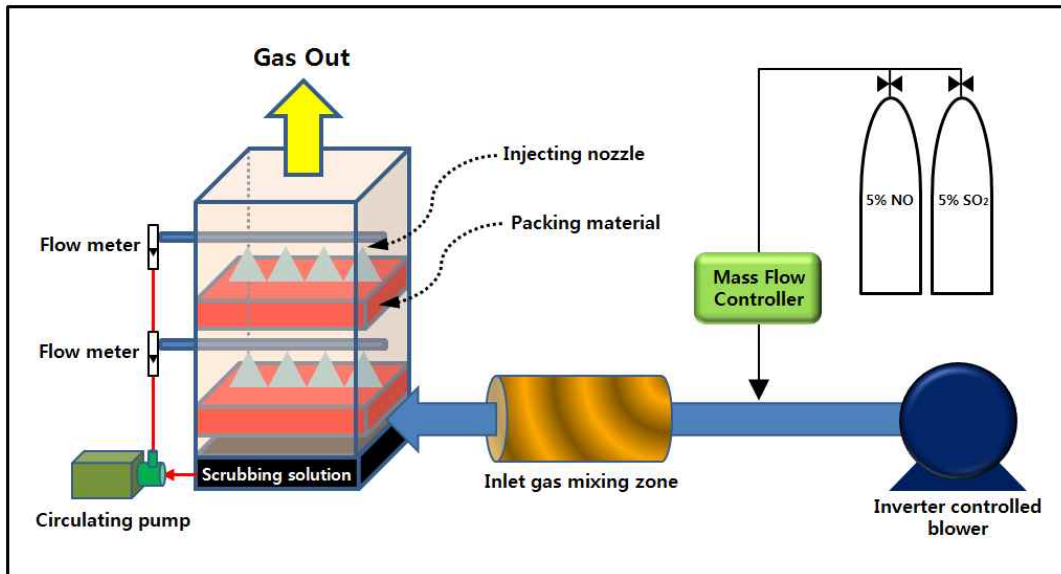 Gas Out
Injecting nozzle
Packing material
Flow meter
Flow meter
Scrubbing solution
Circulating pump
Inlet gas mixing zone
Mass Flow
Controller
5% NO
5% SO₂
Inverter controlled
blower